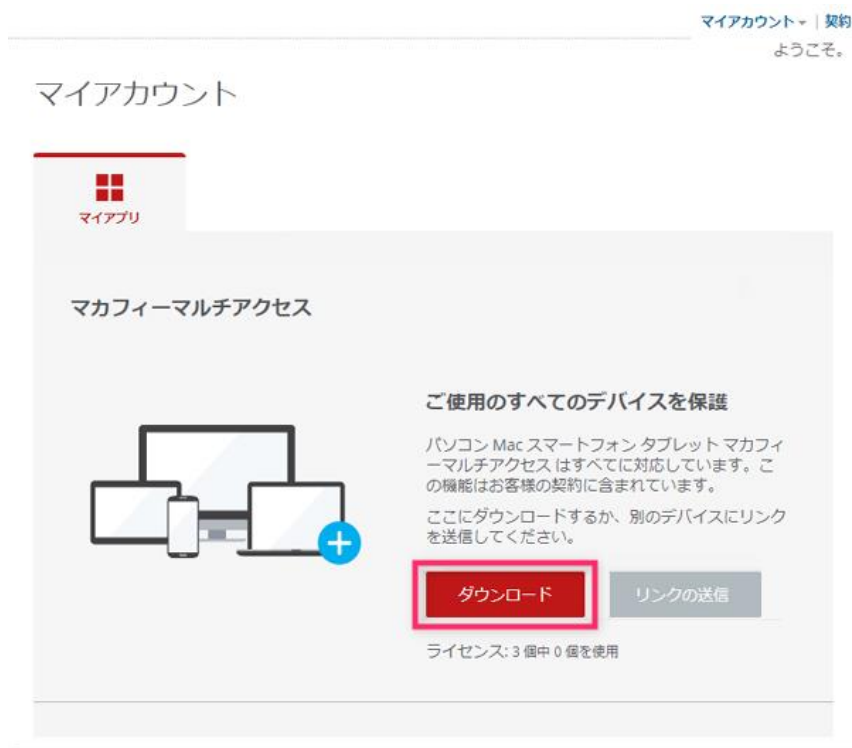 マイアカウント | 契約
ようこそ。
マイアカウント
マイアプリ
マカフィーマルチアクセス
ご使用のすべてのデバイスを保護
パソコン Mac スマートフォン タブレット マカフィ
ーマルチアクセス はすべてに対応しています。こ
の機能はお客様の契約に含まれています。
ここにダウンロードするか、別のデバイスにリンク
を送信してください。
ダウンロード
リンクの送信
ライセンス: 3 個中 0 個を使用